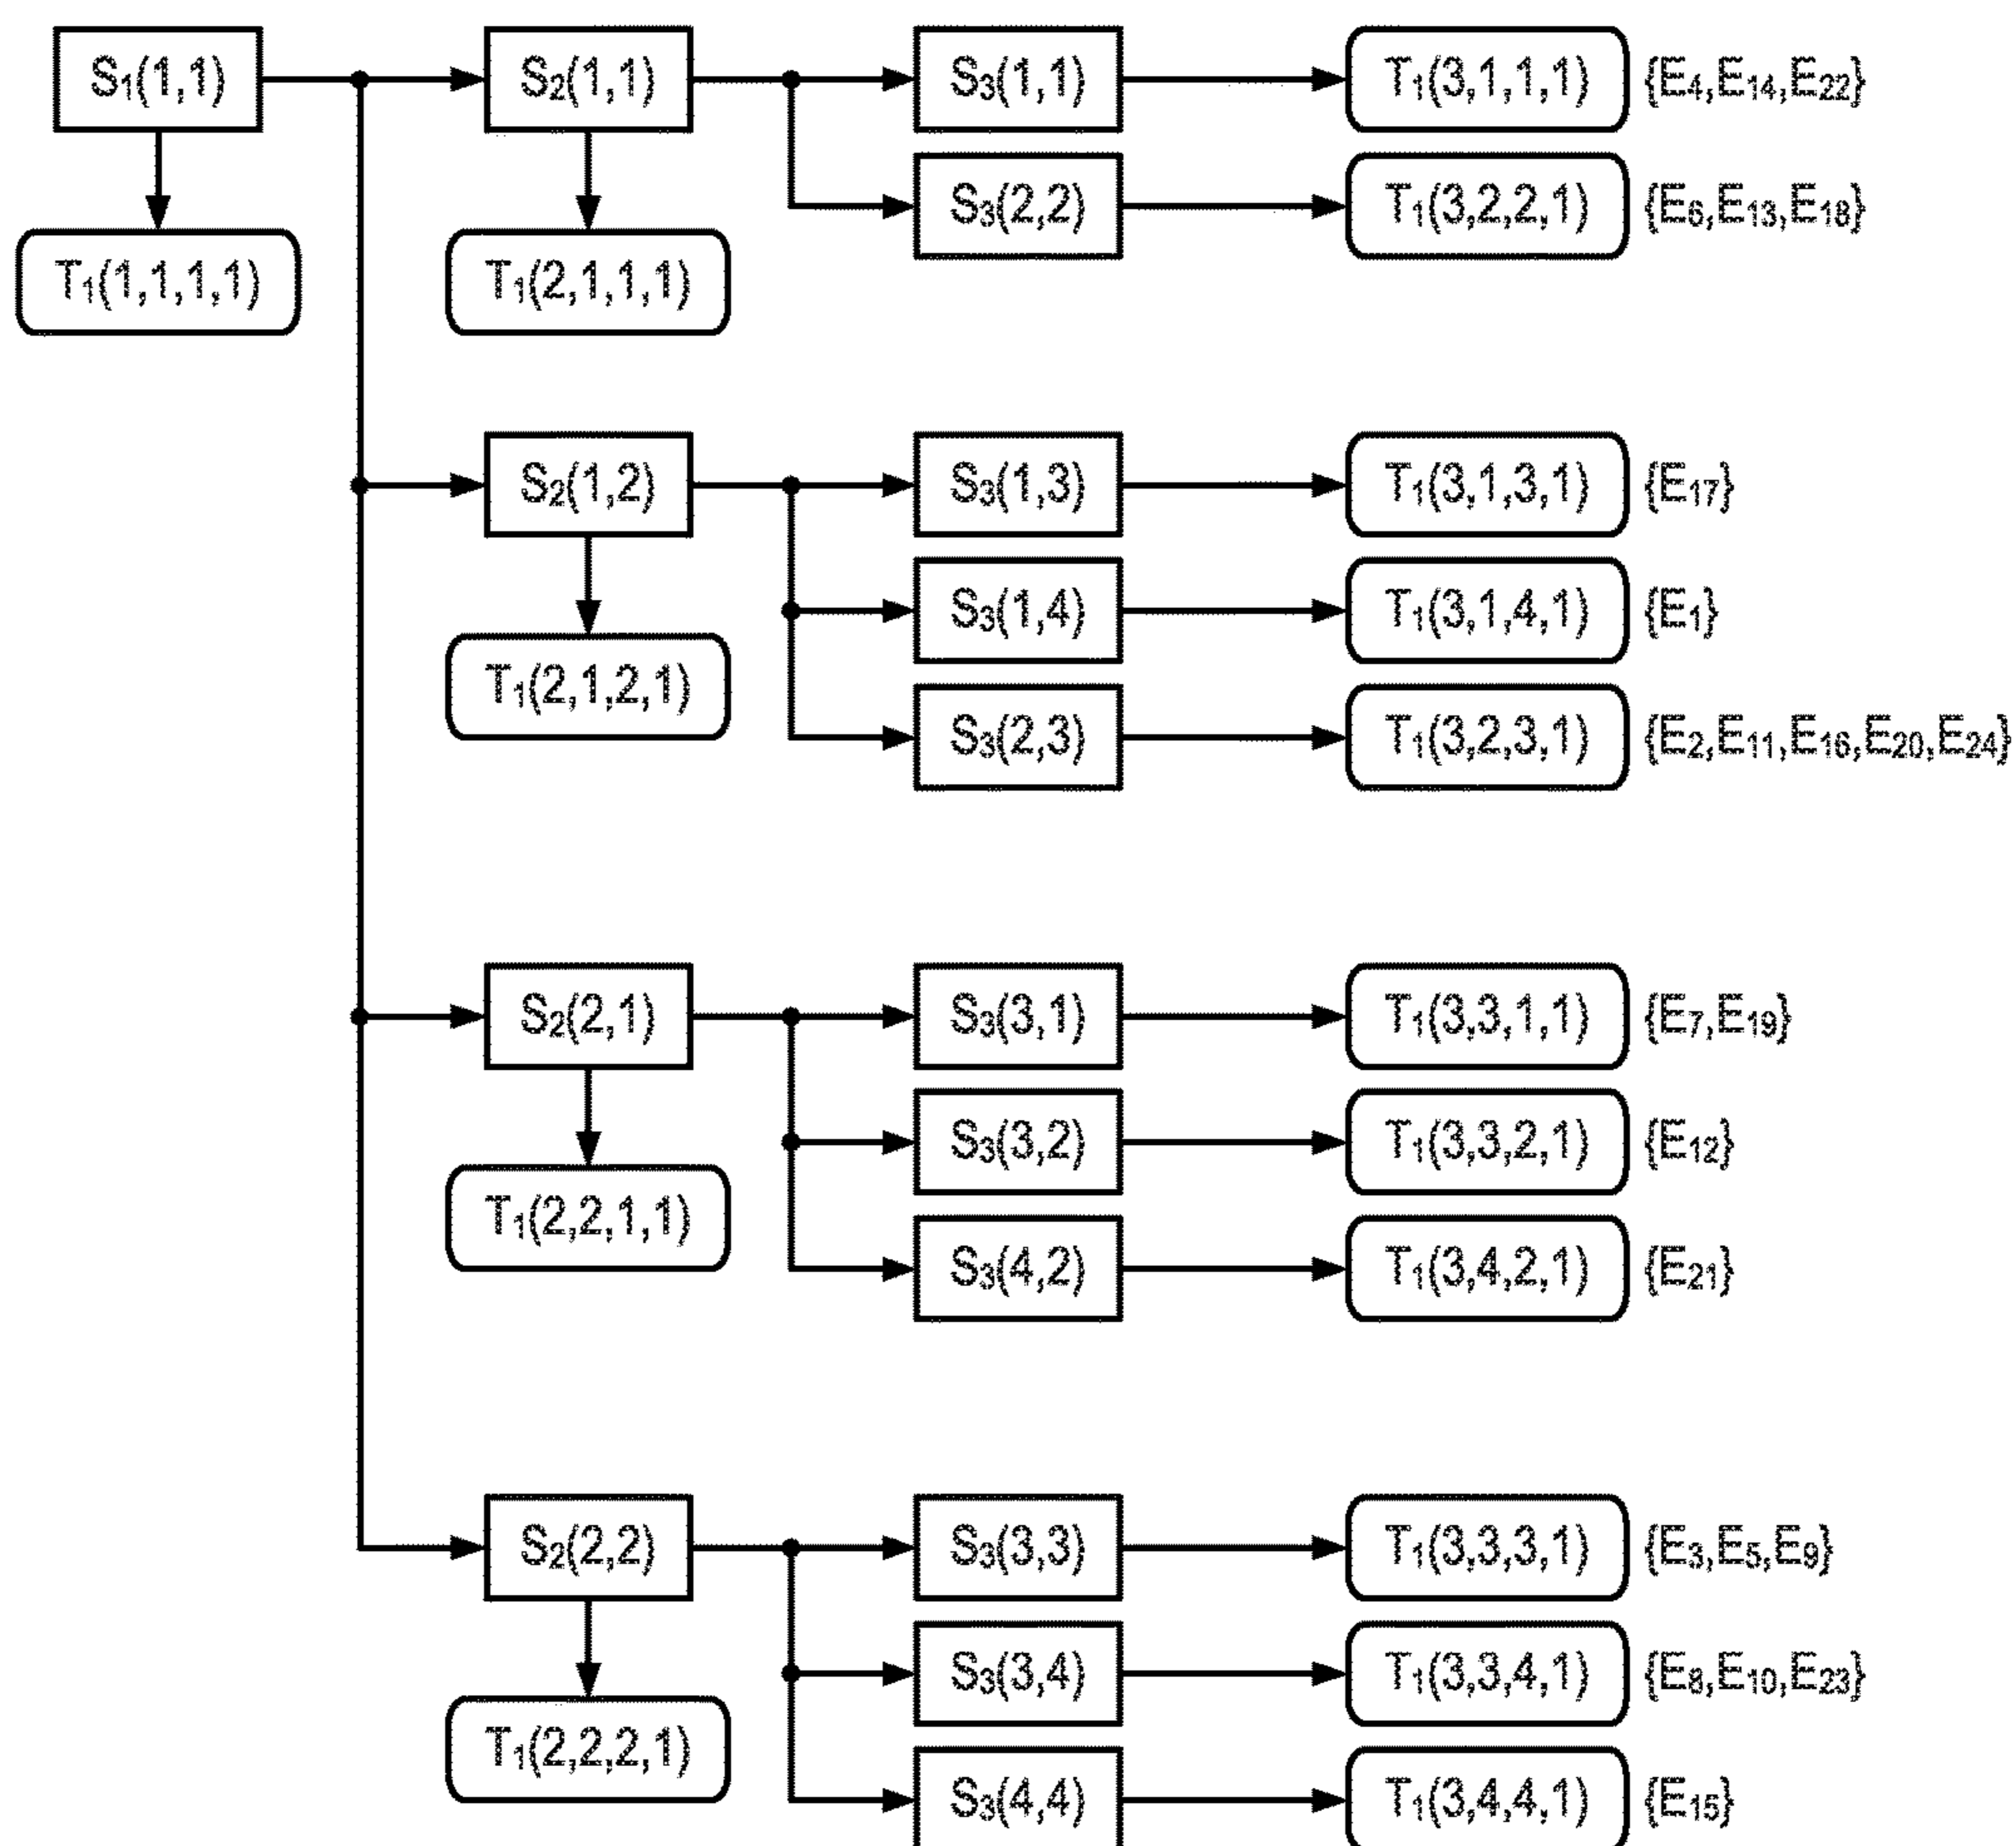 S₁(1,1) S₂(1,1) S₃(1,1) T₁(3,1,1,1) {E₄,E₁₄,E₂₂}
S₃(2,2) T₁(3,2,2,1) {E₆,E₁₃,E₁₈}
T₁(1,1,1,1) T₁(2,1,1,1)
S₂(1,2) S₃(1,3) T₁(3,1,3,1) {E₁₇}
S₃(1,4) T₁(3,1,4,1) {E₁}
T₁(2,1,2,1)
S₃(2,3) T₁(3,2,3,1) {E₂,E₁₁,E₁₆,E₂₀,E₂₄}
S₂(2,1) S₃(3,1) T₁(3,3,1,1) {E₇,E₁₉}
S₃(3,2) T₁(3,3,2,1) {E₁₂}
T₁(2,2,1,1)
S₃(4,2) T₁(3,4,2,1) {E₂₁}
S₂(2,2) S₃(3,3) T₁(3,3,3,1) {E₃,E₅,E₉}
S₃(3,4) T₁(3,3,4,1) {E₈,E₁₀,E₂₃}
T₁(2,2,2,1)
S₃(4,4) T₁(3,4,4,1) {E₁₅}